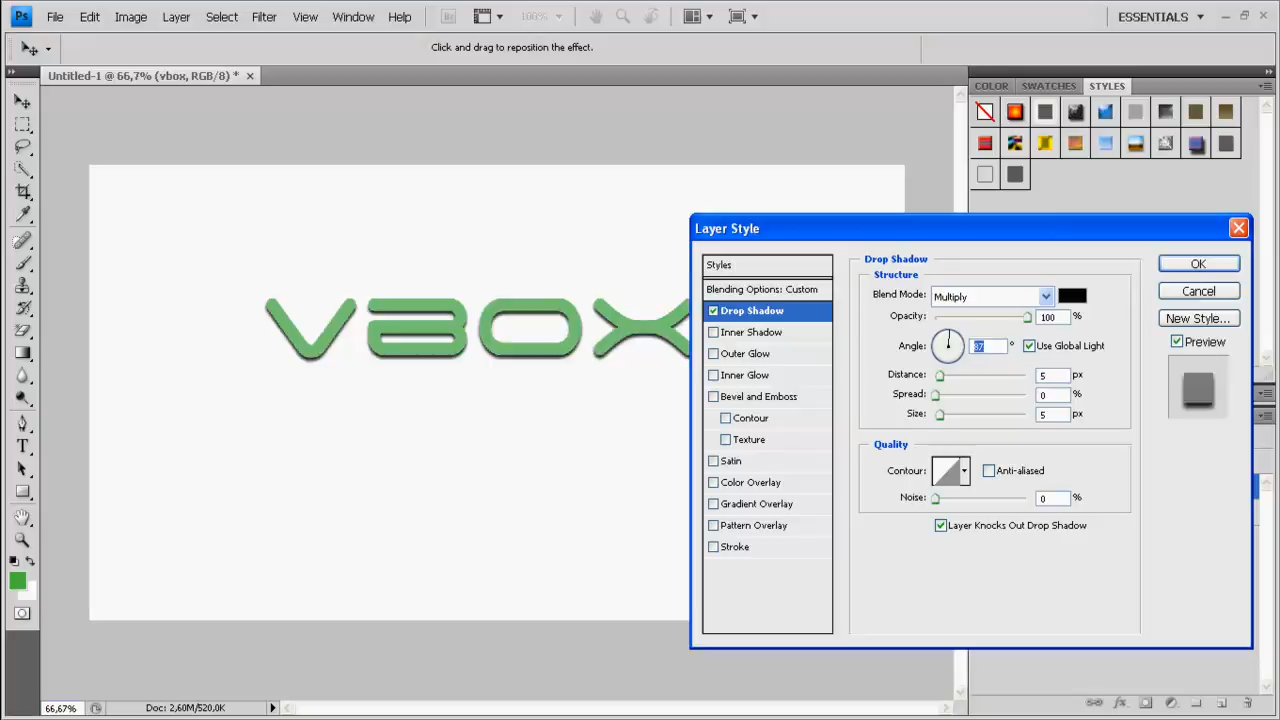 Ps File Edit Image Layer Select Filter View Window Help Br 100% ESSENTIALS
Click and drag to reposition the effect.
Untitled-1 @ 66,7% (vbox, RGB/8) *
COLOR SWATCHES STYLES
VBOX
Layer Style
Styles
Blending Options: Custom
Drop Shadow
Inner Shadow
Outer Glow
Inner Glow
Bevel and Emboss
Contour
Texture
Satin
Color Overlay
Gradient Overlay
Pattern Overlay
Stroke
Drop Shadow
Structure
Blend Mode: Multiply
Opacity: 100 %
Angle: 87 ° Use Global Light
Distance: 5 px
Spread: 0 %
Size: 5 px
Quality
Contour: Anti-aliased
Noise: 0 %
Layer Knocks Out Drop Shadow
OK
Cancel
New Style...
Preview
T
66,67% Doc: 2,60M/520,0K
fx